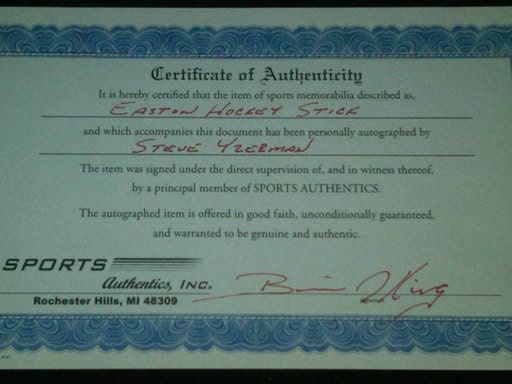 Certificate of Authenticity
It is hereby certified that the item of sports memorabilia described as,
EASTON HOCKEY STICK
and which accompanies this document has been personally autographed by
STEVE YZERMAN
The item was signed under the direct supervision of, and in witness thereof,
by a principal member of SPORTS AUTHENTICS.
The autographed item is offered in good faith, unconditionally guaranteed,
and warranted to be genuine and authentic.
SPORTS
Authentics, INC.
Rochester Hills, MI 48309